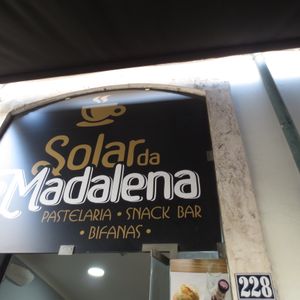 Solar da
Madalena
PASTELARIA • SNACK BAR
• BIFANAS •
228